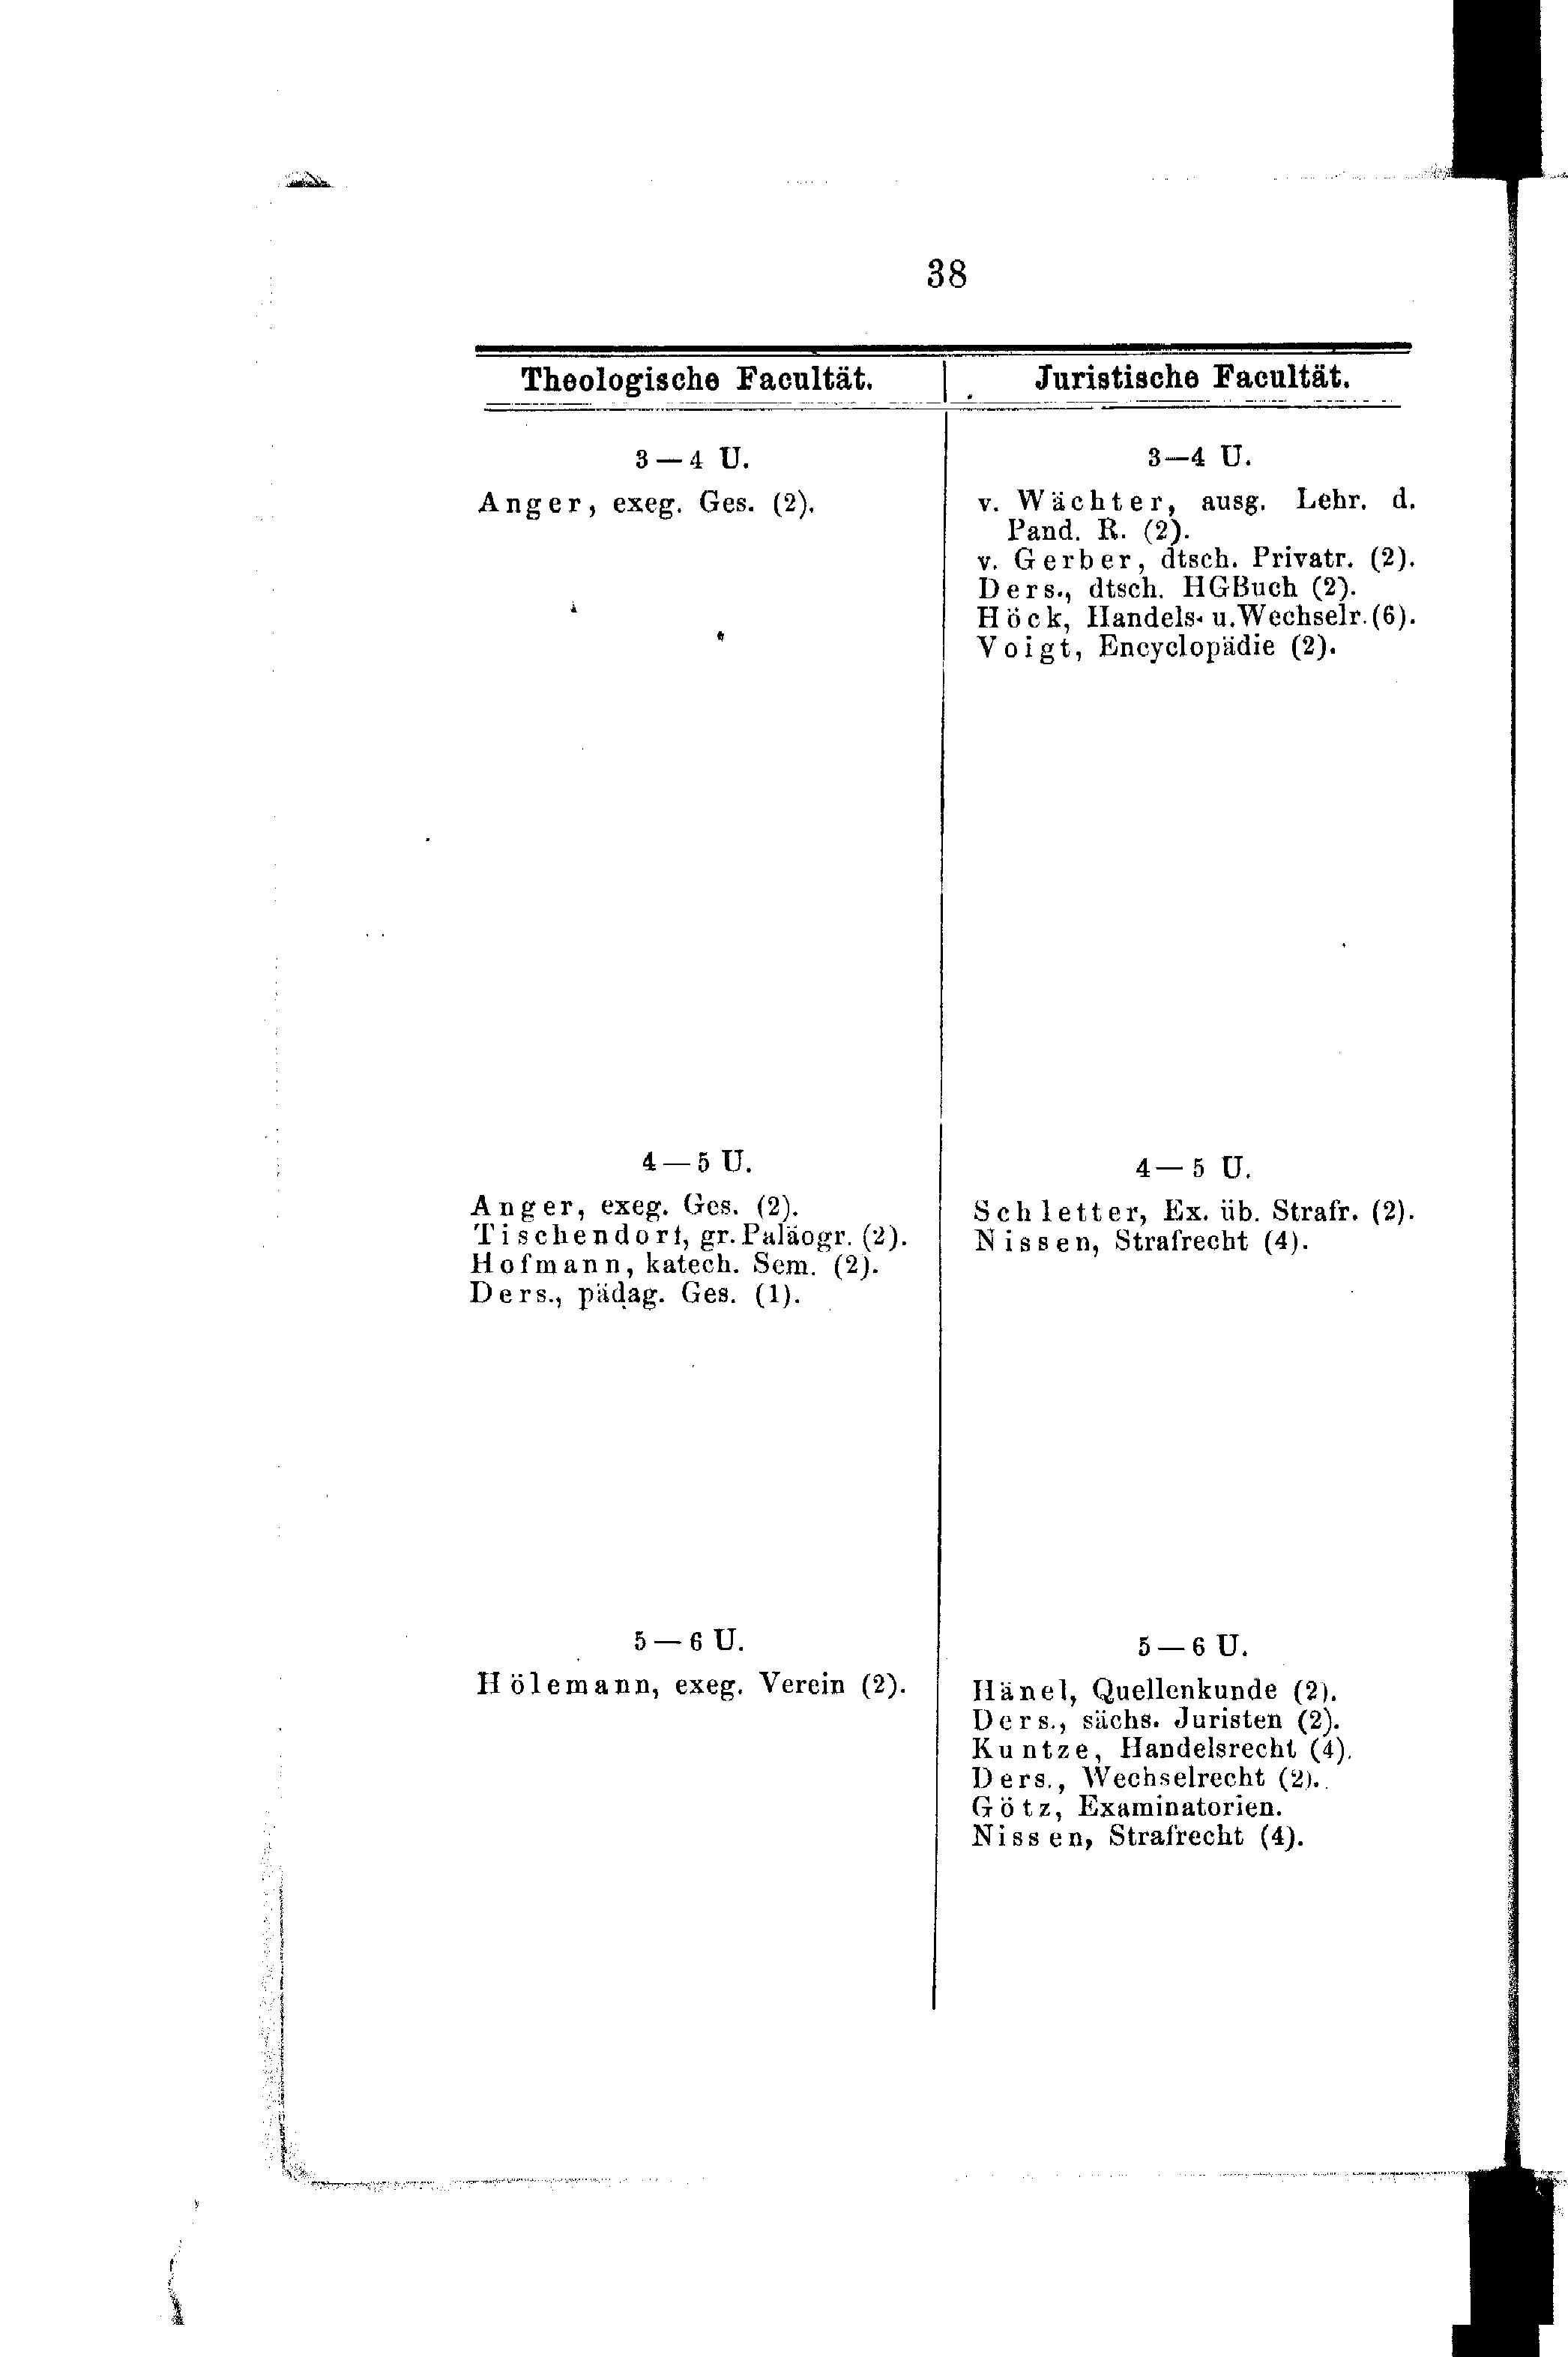 38
Theologische Facultät.
3—4 U.
Anger, exeg. Ges. (2).
4—5 U.
Anger, exeg. Ges. (2).
Tischendorf, gr. Paläogr. (2).
Hofmann, katech. Sem. (2).
Ders., pädag. Ges. (1).
5—6 U.
Hölemann, exeg. Verein (2).
Juristische Facultät.
3—4 U.
v. Wächter, ausg. Lehr. d.
Pand. R. (2).
v. Gerber, dtsch. Privatr. (2).
Ders., dtsch. HGBuch (2).
Höck, Handels- u. Wechselr. (6).
Voigt, Encyclopädie (2).
4—5 U.
Schletter, Ex. üb. Strafr. (2).
Nissen, Strafrecht (4).
5—6 U.
Hänel, Quellenkunde (2).
Ders., sächs. Juristen (2).
Kuntze, Handelsrecht (4).
Ders., Wechselrecht (2).
Götz, Examinatorien.
Nissen, Strafrecht (4).